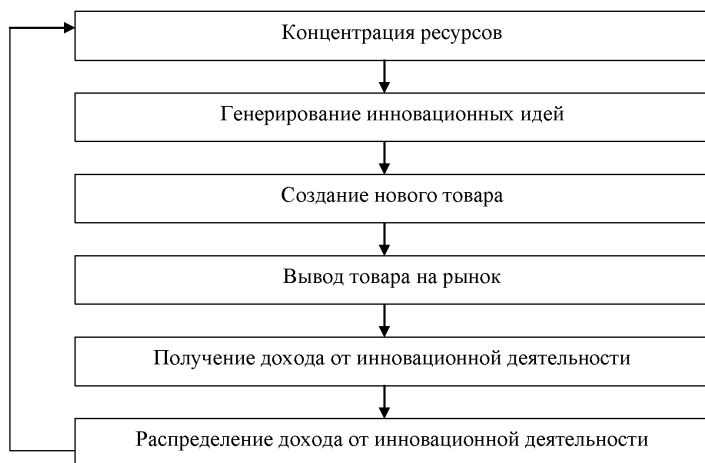 Концентрация ресурсов
Генерирование инновационных идей
Создание нового товара
Вывод товара на рынок
Получение дохода от инновационной деятельности
Распределение дохода от инновационной деятельности